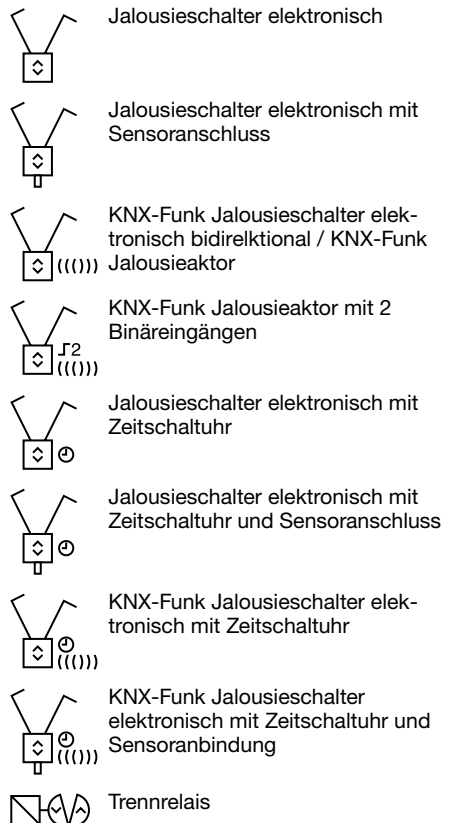 Jalousieschalter elektronisch
Jalousieschalter elektronisch mit
Sensoranschluss
KNX-Funk Jalousieschalter elek-
tronisch bidirelktional / KNX-Funk
Jalousieaktor
KNX-Funk Jalousieaktor mit 2
Binäreingängen
2
Jalousieschalter elektronisch mit
Zeitschaltuhr
Jalousieschalter elektronisch mit
Zeitschaltuhr und Sensoranschluss
KNX-Funk Jalousieschalter elek-
tronisch mit Zeitschaltuhr
KNX-Funk Jalousieschalter
elektronisch mit Zeitschaltuhr und
Sensoranbindung
Trennrelais